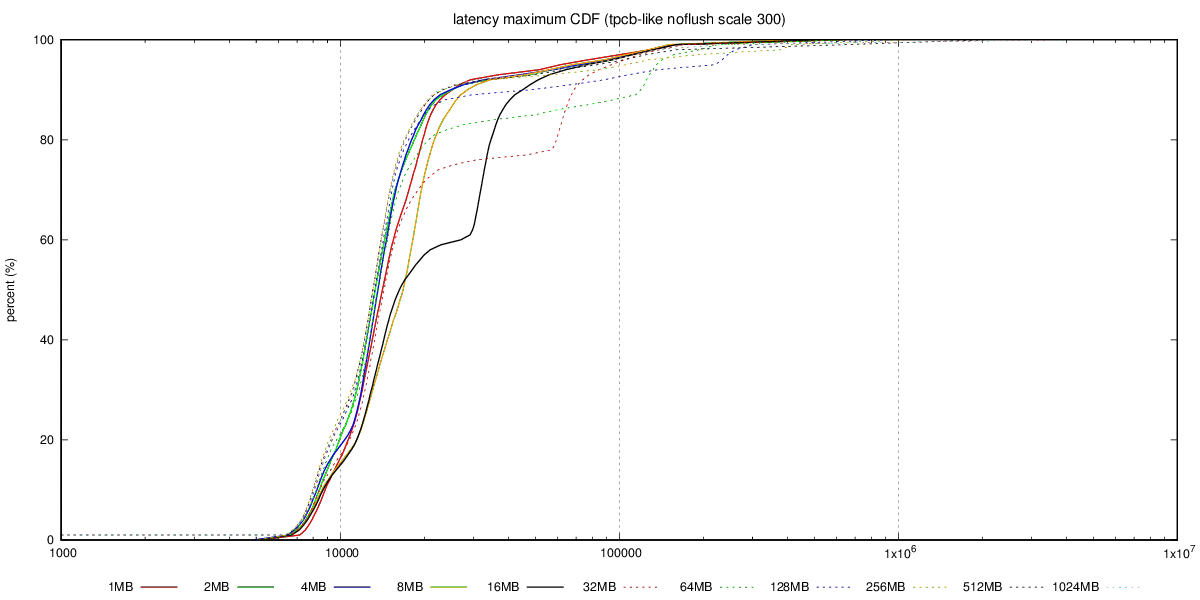 latency maximum CDF (tpcb-like noflush scale 300)
100
80
60
40
20
0
percent (%)
1000 10000 100000 1x10^6 1x10^7
1MB 2MB 4MB 8MB 16MB 32MB 64MB 128MB 256MB 512MB 1024MB